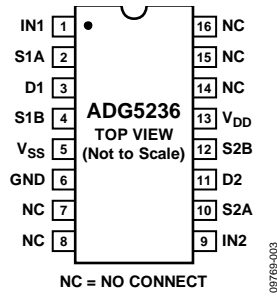 IN1 1
S1A 2
D1 3
S1B 4
VSS 5
GND 6
NC 7
NC 8
ADG5236
TOP VIEW
(Not to Scale)
16 NC
15 NC
14 NC
13 VDD
12 S2B
11 D2
10 S2A
9 IN2
NC = NO CONNECT
09769-003